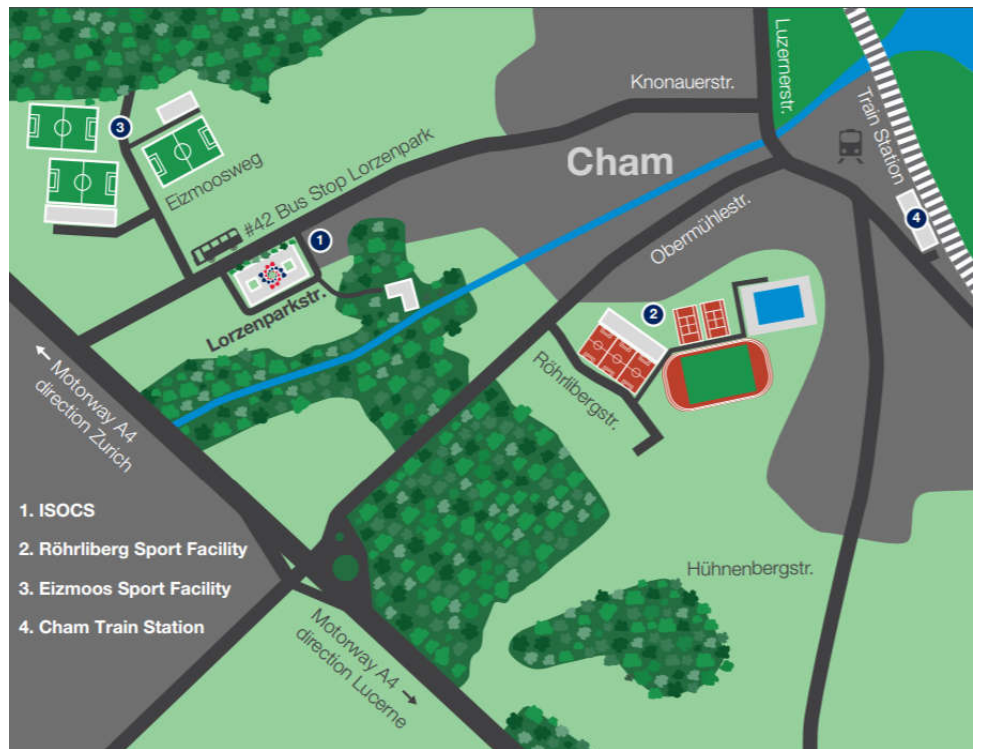 Knonauerstr.
Luzernerstr.
Train Station
Cham
3
Eizmoosweg
#42 Bus Stop Lorzenpark
1
4
Obermühlestr.
Lorzenparkstr.
2
Röhrlibergstr.
Motorway A4
direction Zurich
1. ISOCS
2. Röhrliberg Sport Facility
3. Eizmoos Sport Facility
4. Cham Train Station
Hühnenbergstr.
Motorway A4
direction Lucerne